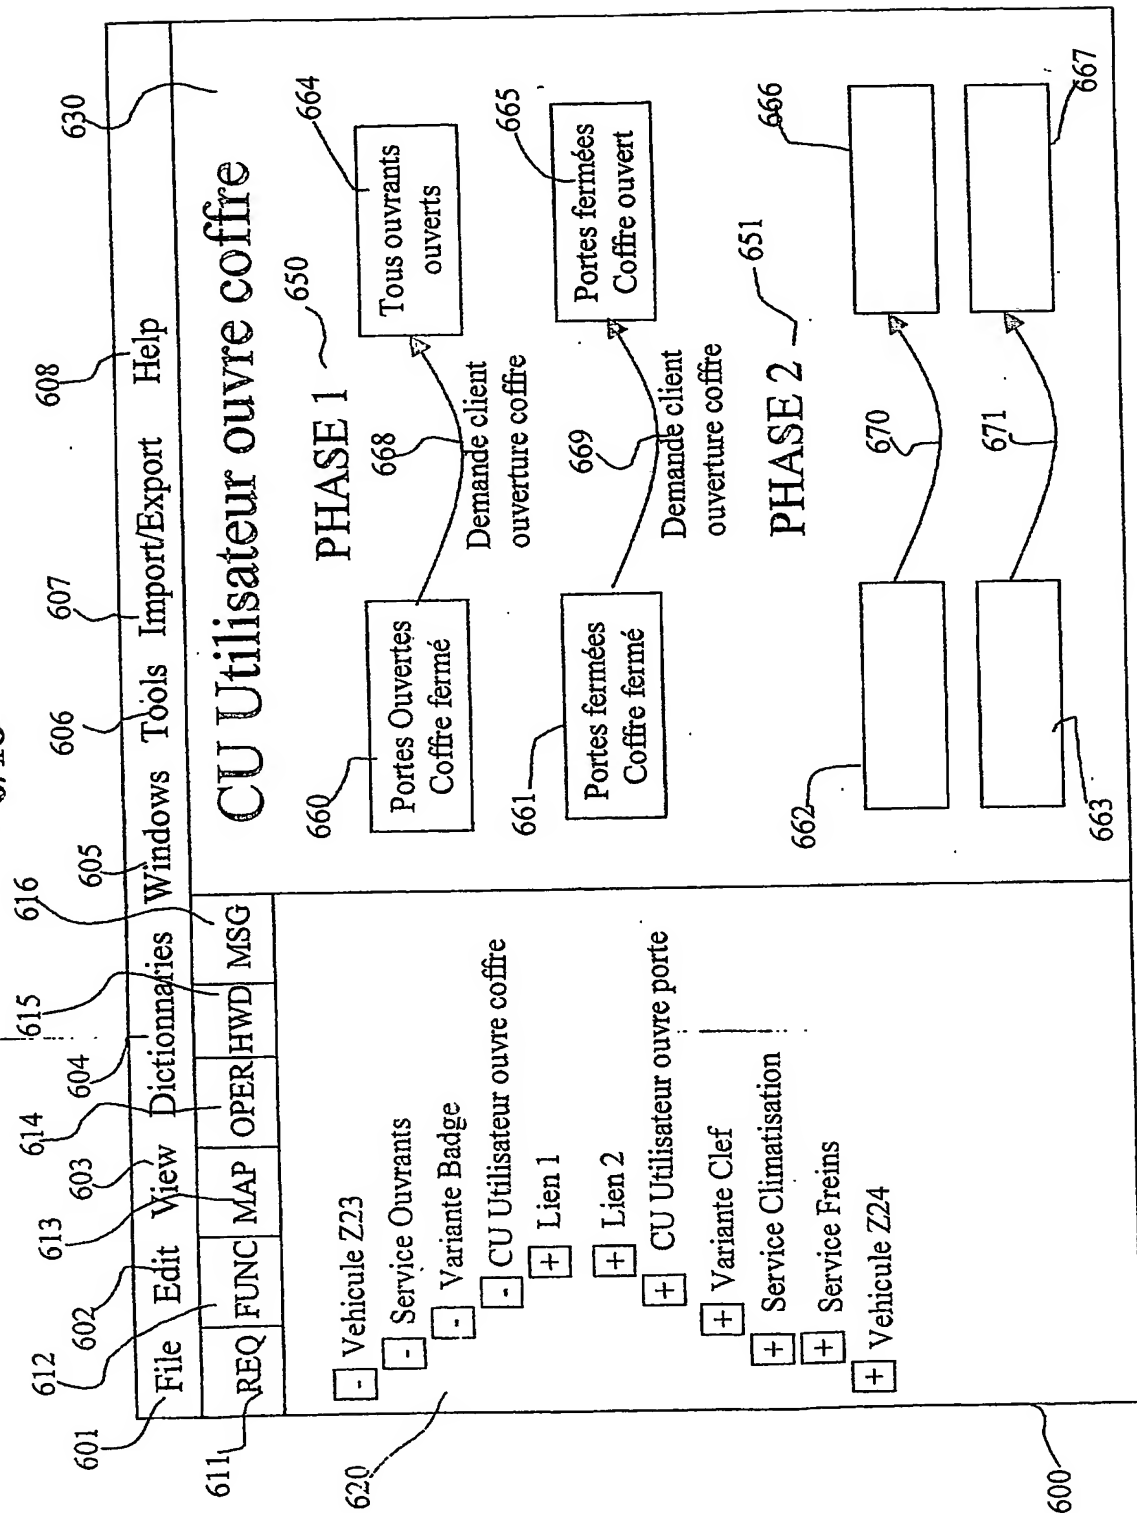 630
608
607
606
605
616
615
604
614
603
613
602
612
601
611
File Edit View Dictionnaries Windows Tools Import/Export Help
REQ FUNC MAP OPER HWD MSG
620
- Vehicule Z23
- Service Ouvrants
- Variante Badge
- CU Utilisateur ouvre coffre
+ Lien 1
+ Lien 2
+ CU Utilisateur ouvre porte
+ Variante Clef
+ Service Climatisation
+ Service Freins
+ Vehicule Z24
600
CU Utilisateur ouvre coffre
PHASE 1
650
660
Portes Ouvertes
Coffre fermé
668
Demande client
ouverture coffre
664
Tous ouvrants
ouverts
661
Portes fermées
Coffre fermé
669
Demande client
ouverture coffre
665
Portes fermées
Coffre ouvert
PHASE 2
651
662
670
666
663
671
667